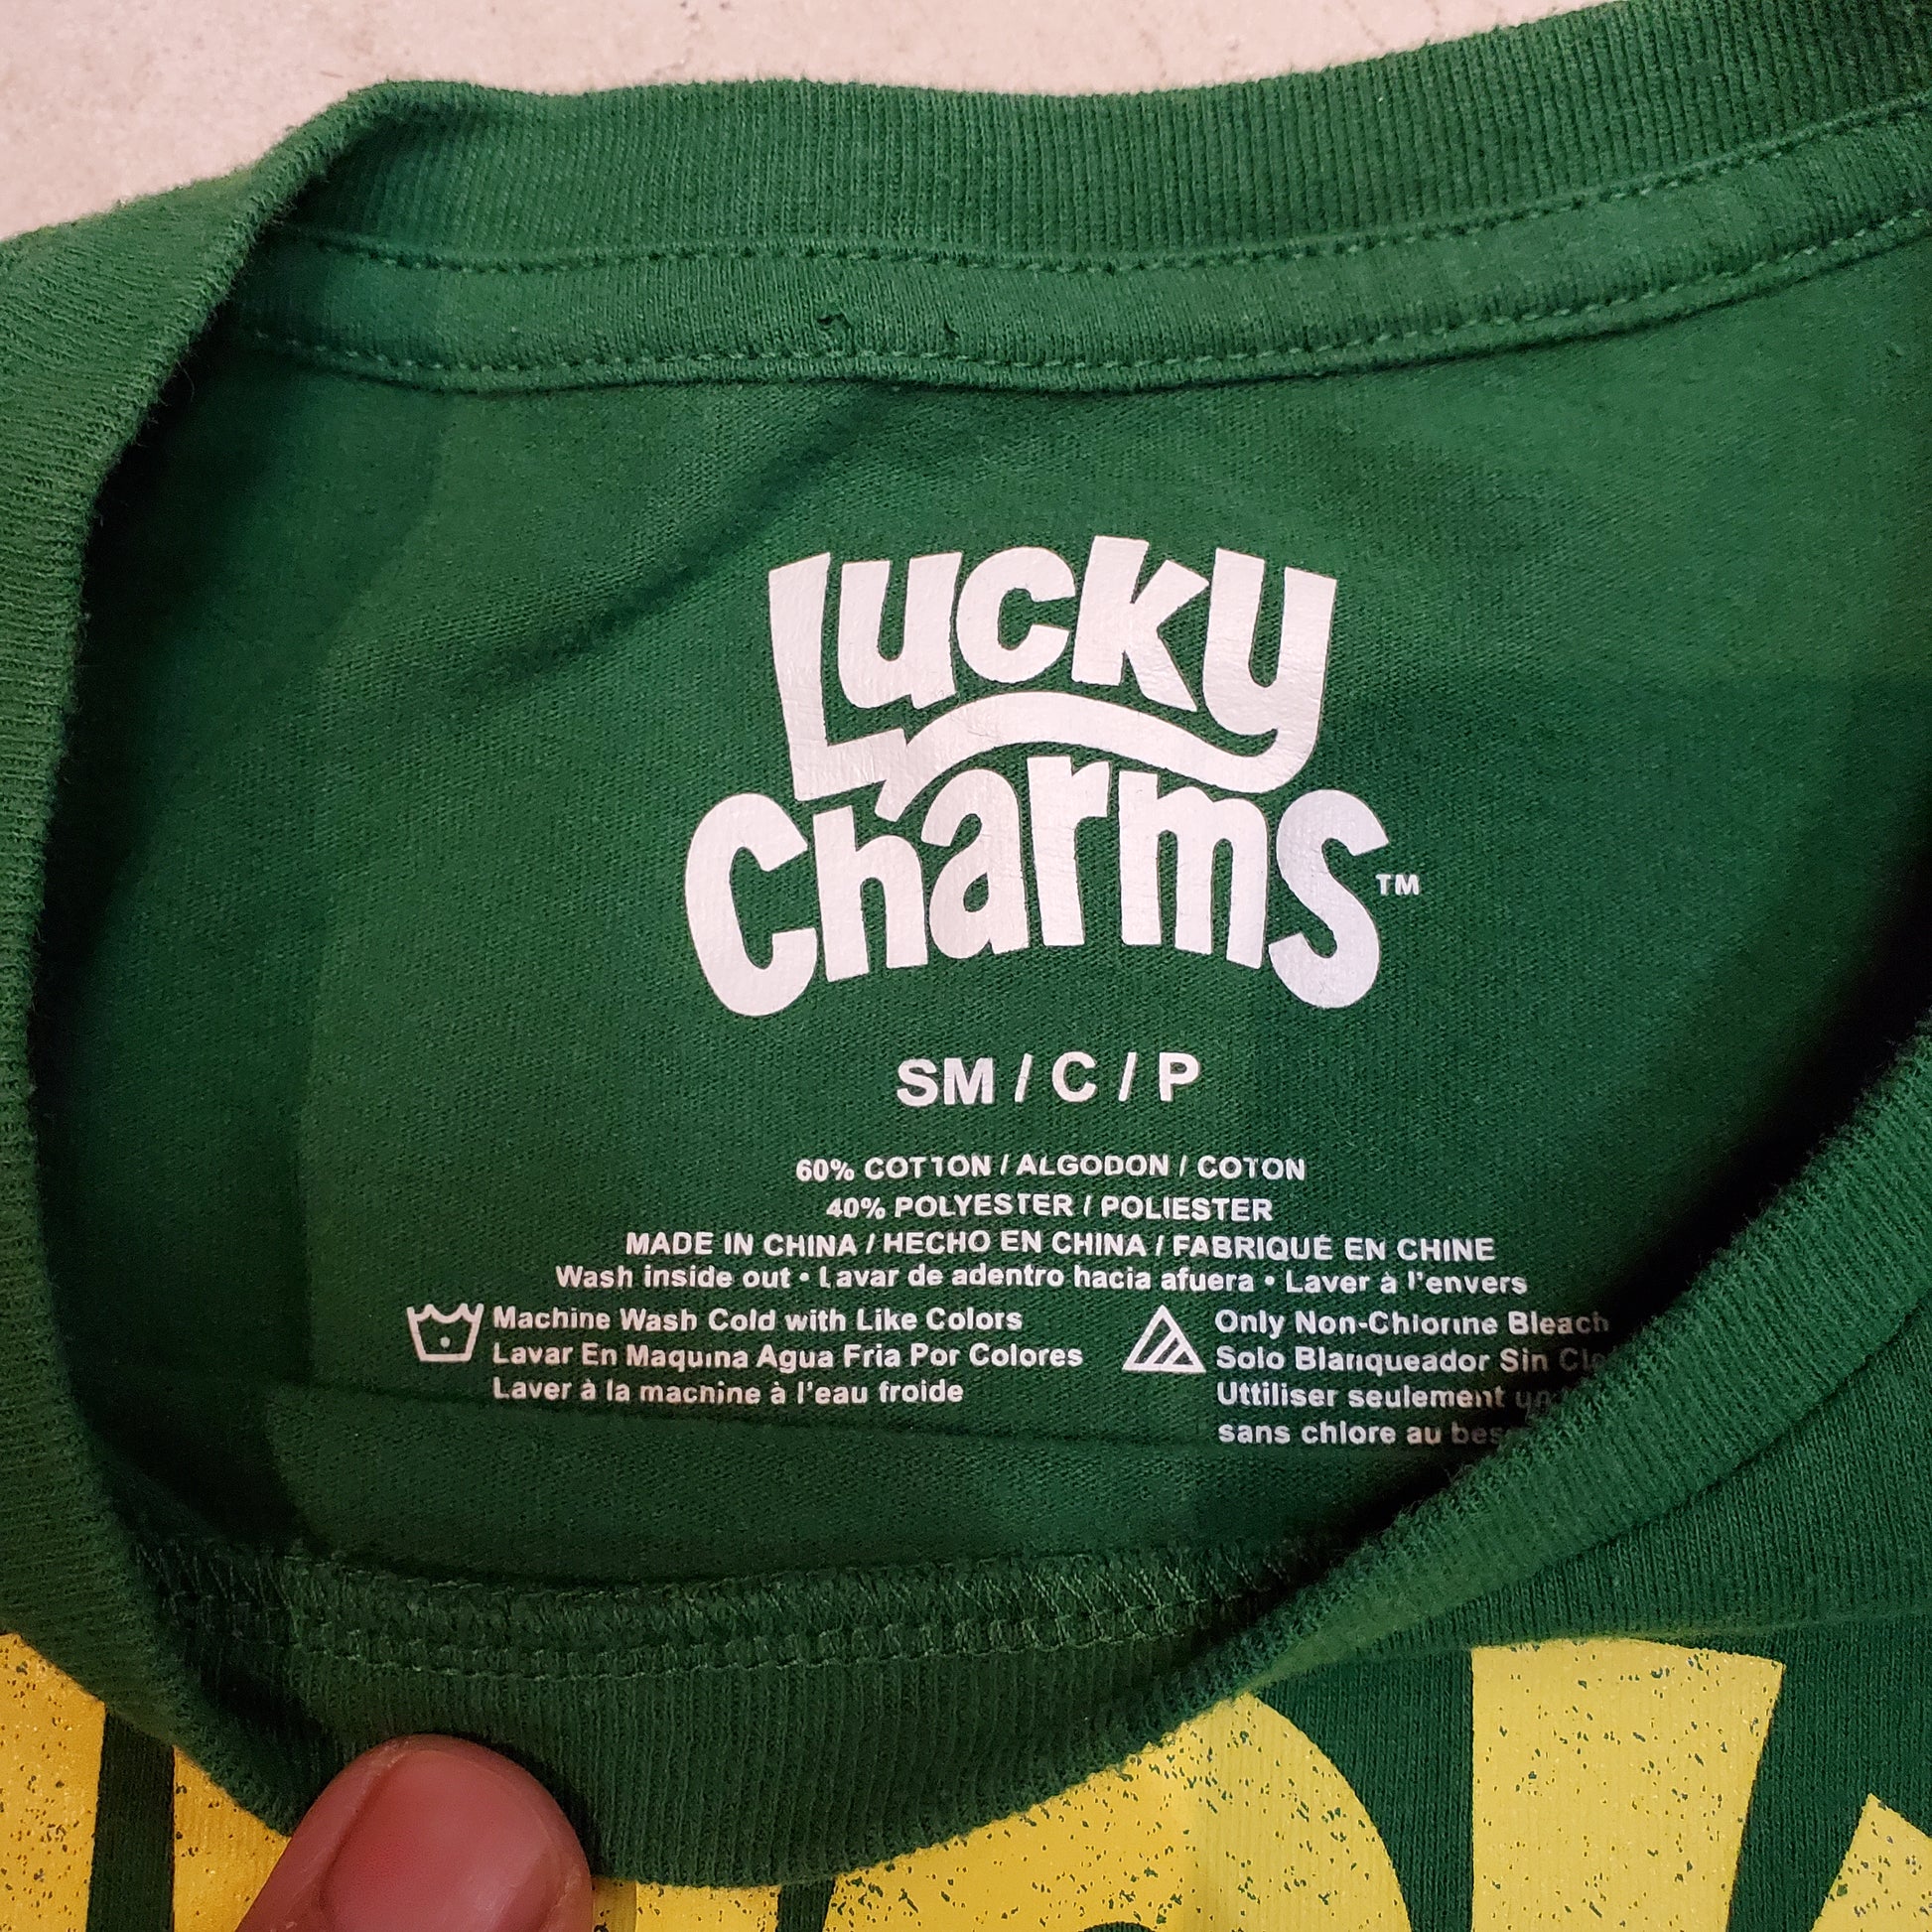 Lucky
Charms™
SM / C / P
60% COTTON / ALGODON / COTON
40% POLYESTER / POLIESTER
MADE IN CHINA / HECHO EN CHINA / FABRIQUÉ EN CHINE
Wash inside out • Lavar de adentro hacia afuera • Laver à l'envers
Machine Wash Cold with Like Colors
Lavar En Maquina Agua Fria Por Colores
Laver à la machine à l'eau froide
Only Non-Chlorine Bleach
Solo Blanqueador Sin
Uttiliser seulement
sans chlore au